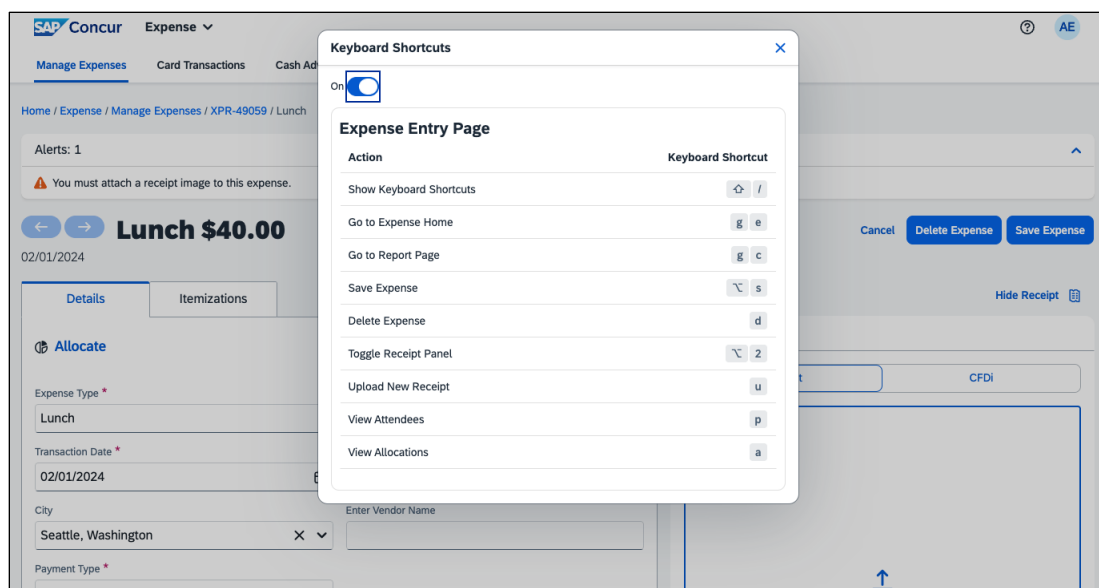 SAP Concur Expense
AE
Manage Expenses Card Transactions Cash Ad
Home / Expense / Manage Expenses / XPR-49059 / Lunch
Alerts: 1
You must attach a receipt image to this expense.
Lunch $40.00
02/01/2024
Cancel Delete Expense Save Expense
Details Itemizations
Hide Receipt
Allocate
CFDi
Expense Type *
Lunch
Transaction Date *
02/01/2024
City
Enter Vendor Name
Seattle, Washington
Payment Type *
Keyboard Shortcuts
On
Expense Entry Page
Action Keyboard Shortcut
Show Keyboard Shortcuts ⇧ /
Go to Expense Home g e
Go to Report Page g c
Save Expense ⌥ s
Delete Expense d
Toggle Receipt Panel ⌥ 2
Upload New Receipt u
View Attendees p
View Allocations a